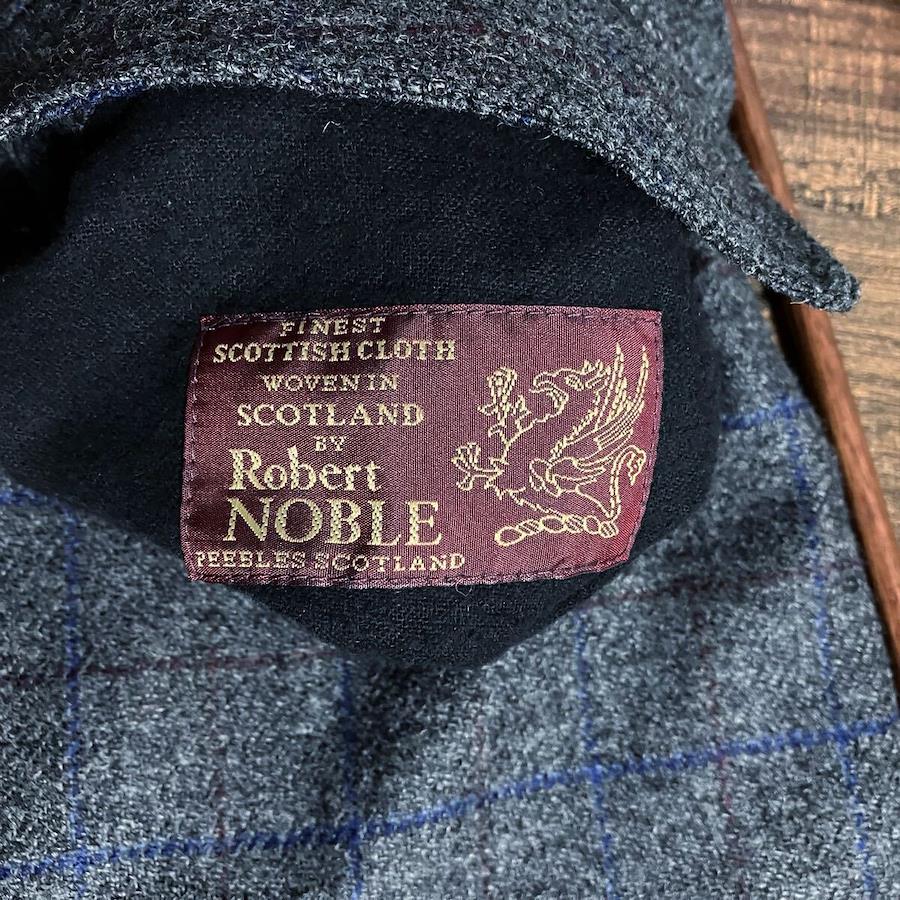 FINEST
SCOTTISH CLOTH
WOVEN IN
SCOTLAND
BY
Robert
NOBLE
PEEBLES SCOTLAND